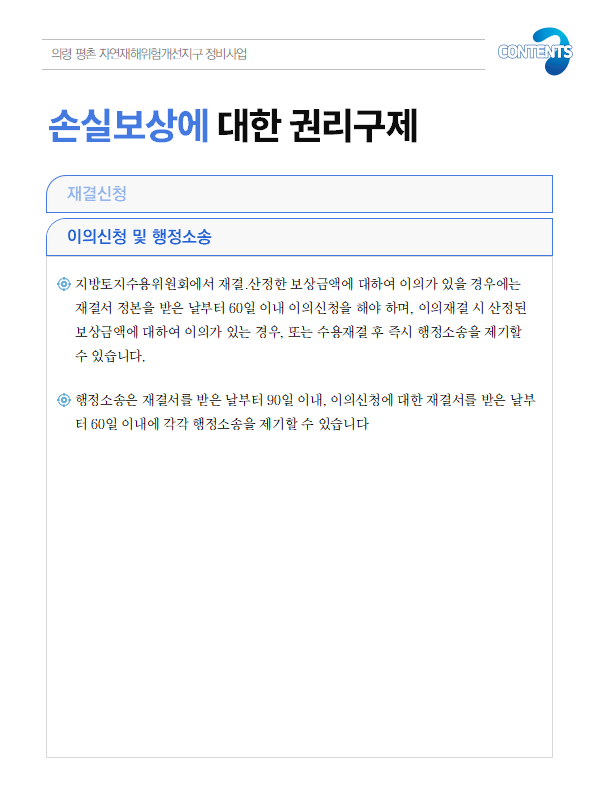 의령 평촌 자연재해위험개선지구 정비사업
CONTENTS
손실보상에 대한 권리구제
재결신청
이의신청 및 행정소송
지방토지수용위원회에서 재결.산정한 보상금액에 대하여 이의가 있을 경우에는
재결서 정본을 받은 날부터 60일 이내 이의신청을 해야 하며, 이의재결 시 산정된
보상금액에 대하여 이의가 있는 경우, 또는 수용재결 후 즉시 행정소송을 제기할
수 있습니다.
행정소송은 재결서를 받은 날부터 90일 이내, 이의신청에 대한 재결서를 받은 날부
터 60일 이내에 각각 행정소송을 제기할 수 있습니다